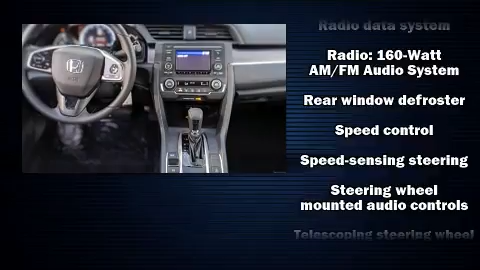 Radio data system
Radio: 160-Watt
AM/FM Audio System
Rear window defroster
Speed control
Speed-sensing steering
Steering wheel
mounted audio controls
Telescoping steering wheel